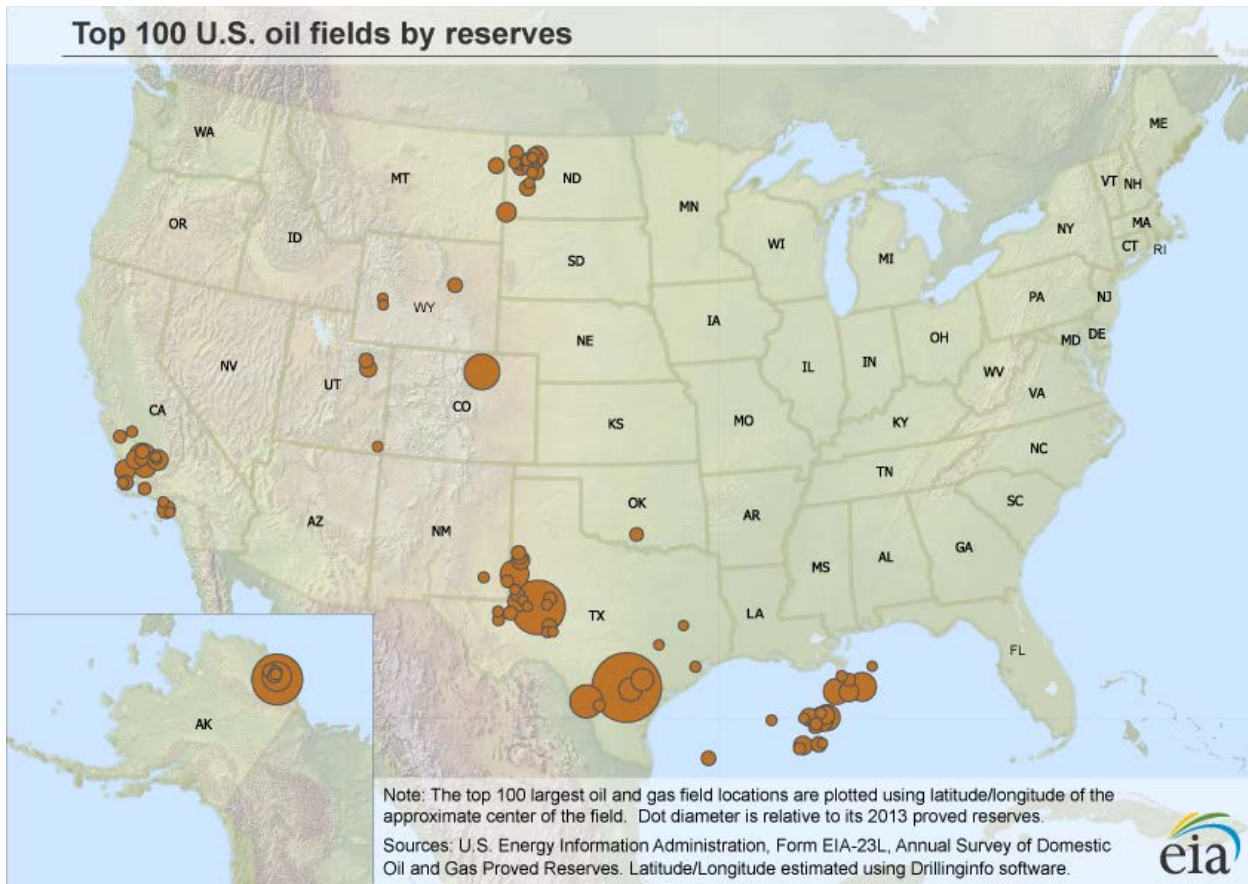 Top 100 U.S. oil fields by reserves
WA
ME
MT
ND
VT
NH
MN
OR
MA
NY
ID
WI
CT
RI
SD
MI
WY
PA
NJ
IA
OH
DE
NE
MD
NV
IL
IN
UT
WV
CO
VA
CA
KS
MO
KY
NC
TN
OK
SC
AR
AZ
NM
GA
MS
AL
TX
LA
FL
AK
Note: The top 100 largest oil and gas field locations are plotted using latitude/longitude of the
approximate center of the field. Dot diameter is relative to its 2013 proved reserves.
Sources: U.S. Energy Information Administration, Form EIA-23L, Annual Survey of Domestic
Oil and Gas Proved Reserves. Latitude/Longitude estimated using Drillinginfo software.
eia